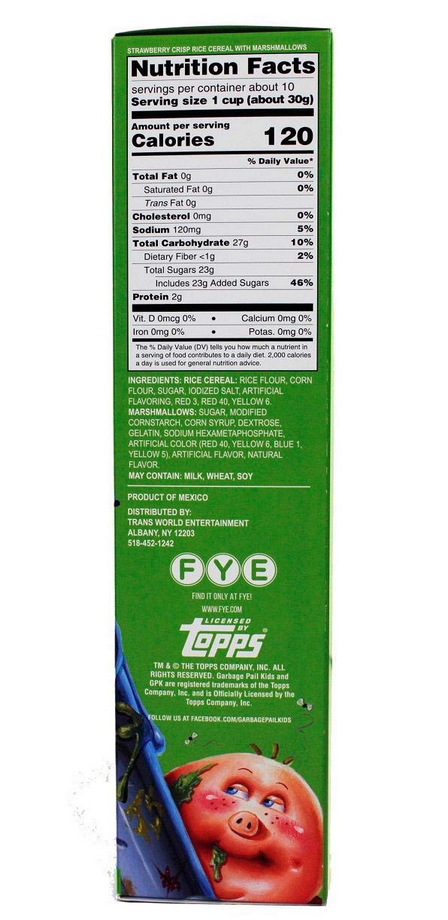 STRAWBERRY CRISP RICE CEREAL WITH MARSHMALLOWS
Nutrition Facts
servings per container about 10
Serving size 1 cup (about 30g)
Amount per serving
Calories 120
% Daily Value*
Total Fat 0g 0%
Saturated Fat 0g 0%
Trans Fat 0g
Cholesterol 0mg 0%
Sodium 120mg 5%
Total Carbohydrate 27g 10%
Dietary Fiber <1g 2%
Total Sugars 23g
Includes 23g Added Sugars 46%
Protein 2g
Vit. D 0mcg 0% • Calcium 0mg 0%
Iron 0mg 0% • Potas. 0mg 0%
The % Daily Value (DV) tells you how much a nutrient in
a serving of food contributes to a daily diet. 2,000 calories
a day is used for general nutrition advice.
INGREDIENTS: RICE CEREAL: RICE FLOUR, CORN
FLOUR, SUGAR, IODIZED SALT, ARTIFICIAL
FLAVORING, RED 3, RED 40, YELLOW 6.
MARSHMALLOWS: SUGAR, MODIFIED
CORNSTARCH, CORN SYRUP, DEXTROSE,
GELATIN, SODIUM HEXAMETAPHOSPHATE,
ARTIFICIAL COLOR (RED 40, YELLOW 6, BLUE 1,
YELLOW 5), ARTIFICIAL FLAVOR, NATURAL
FLAVOR.
MAY CONTAIN: MILK, WHEAT, SOY
PRODUCT OF MEXICO
DISTRIBUTED BY:
TRANS WORLD ENTERTAINMENT
ALBANY, NY 12203
518-452-1242
FYE
FIND IT ONLY AT FYE!
WWW.FYE.COM
LICENSED
BY
Topps®
TM & © THE TOPPS COMPANY, INC. ALL
RIGHTS RESERVED. Garbage Pail Kids and
GPK are registered trademarks of the Topps
Company, Inc. and is Officially Licensed by the
Topps Company, Inc.
FOLLOW US AT FACEBOOK.COM/GARBAGEPAILKIDS